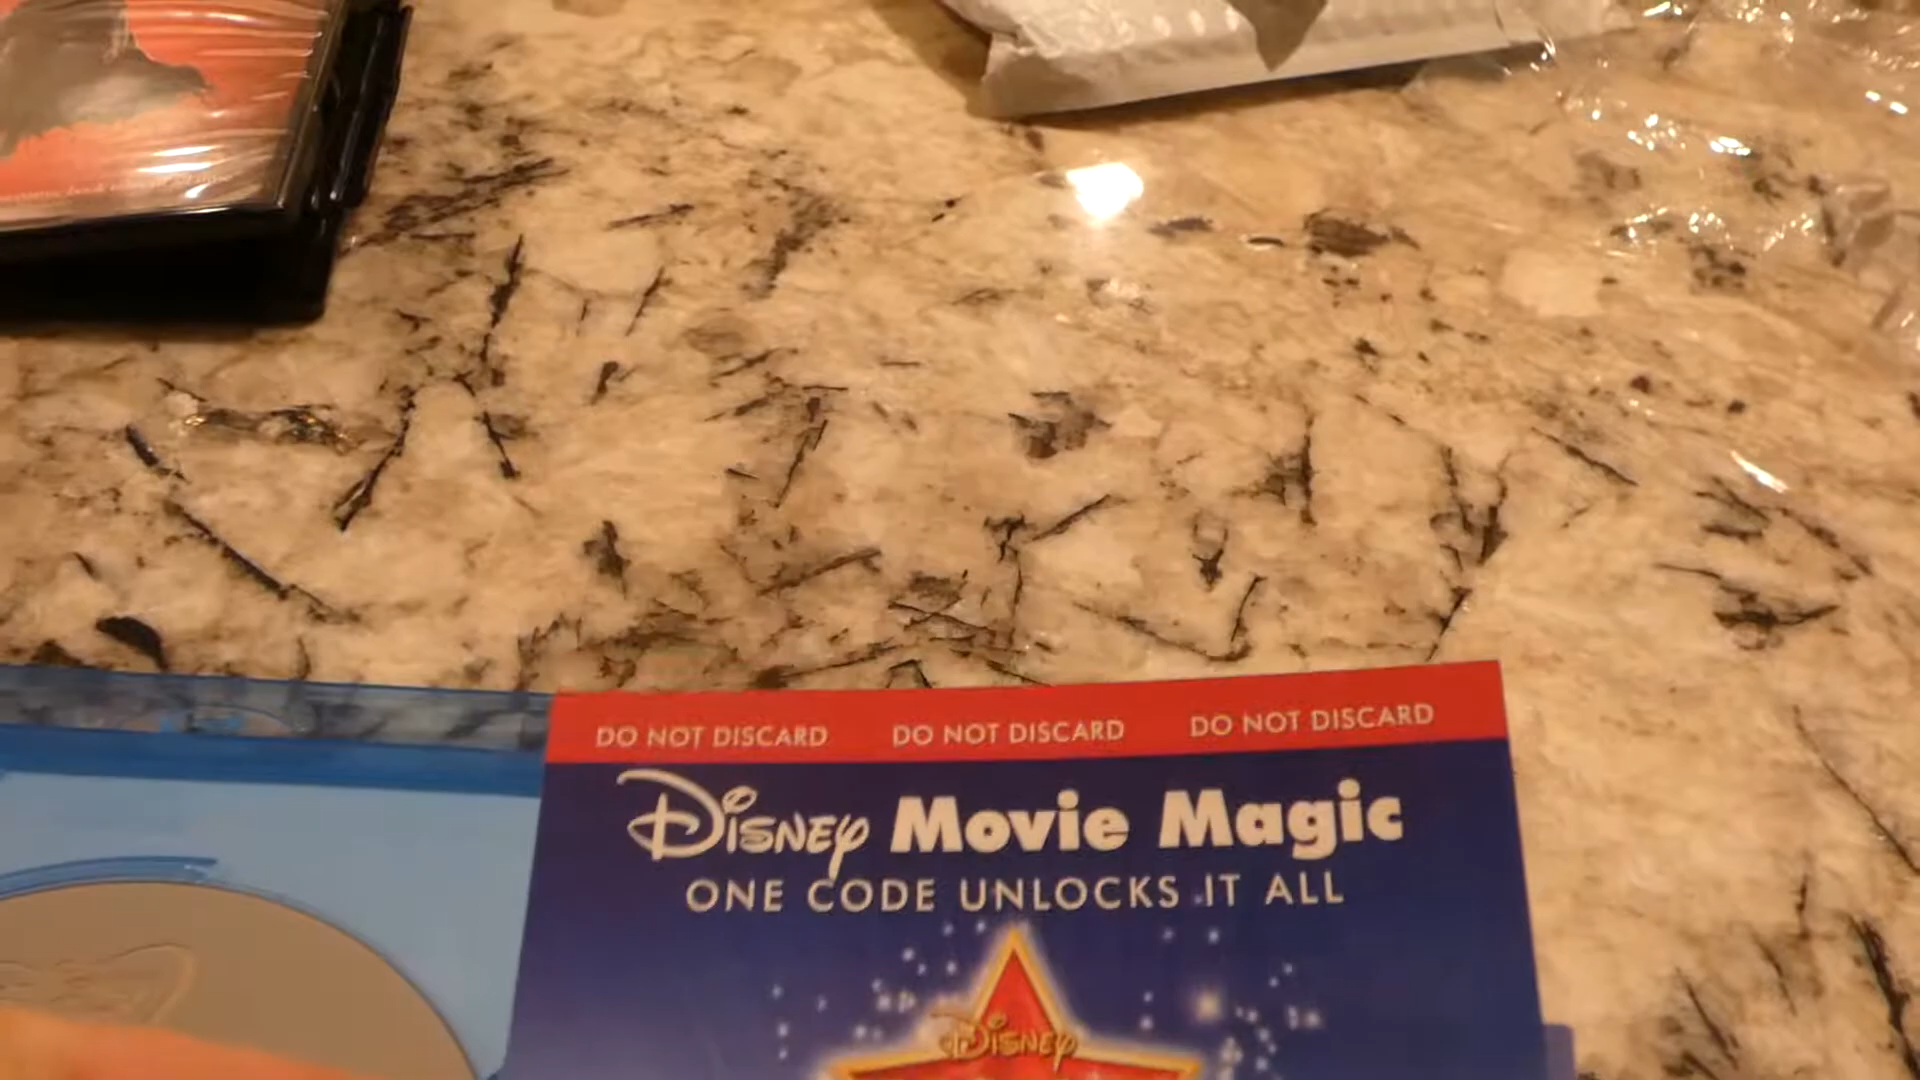 DO NOT DISCARD DO NOT DISCARD DO NOT DISCARD
Disney Movie Magic
ONE CODE UNLOCKS IT ALL
Disney